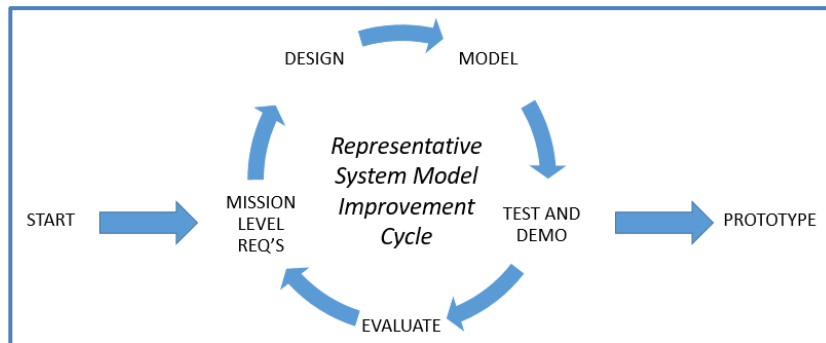 DESIGN
MODEL
Representative
System Model
Improvement
Cycle
START
MISSION
LEVEL
REQ'S
TEST AND
DEMO
PROTOTYPE
EVALUATE